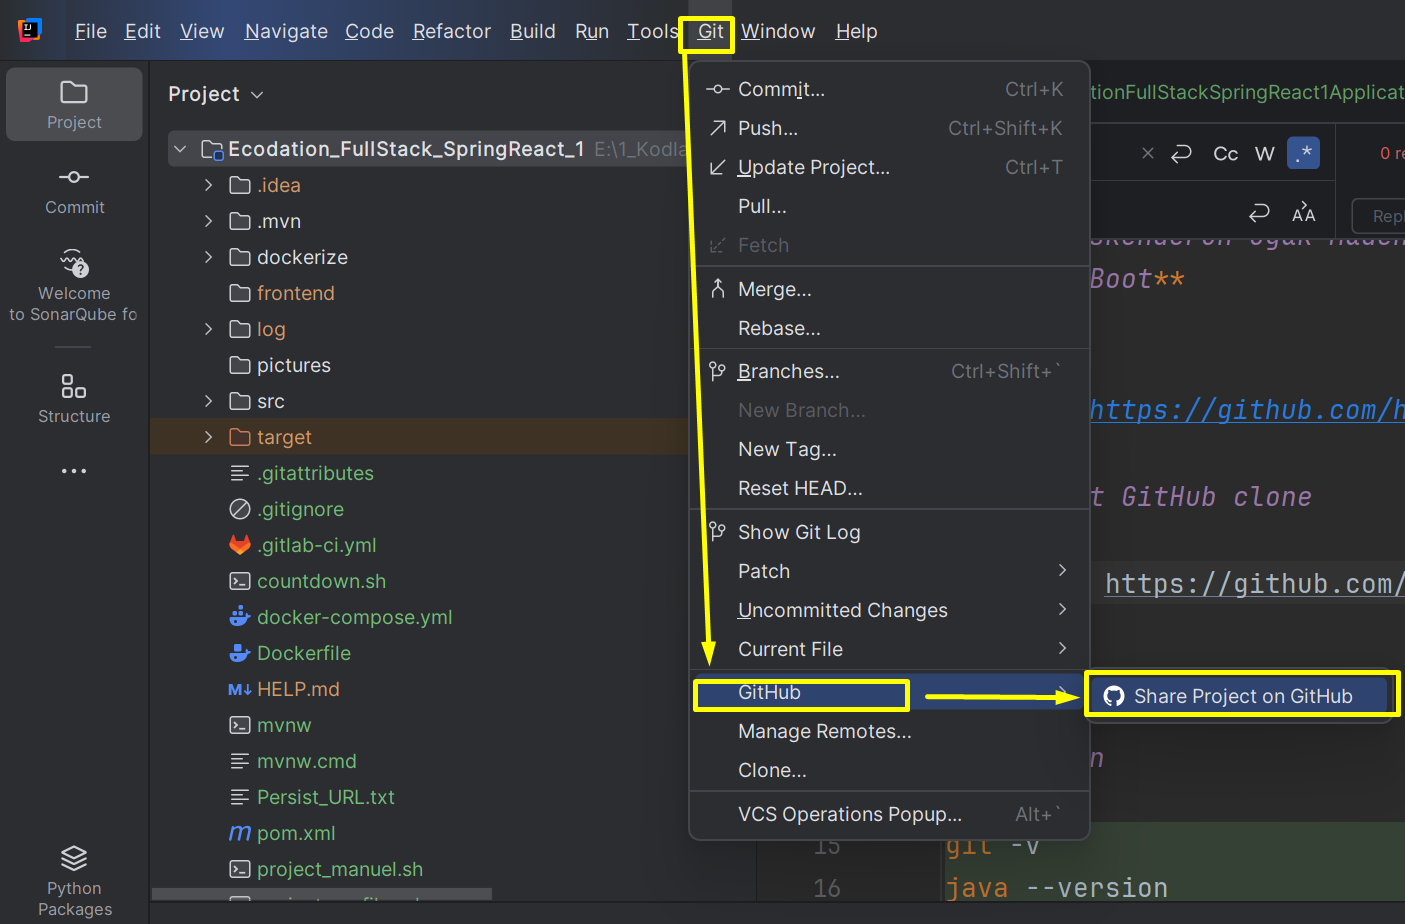 File Edit View Navigate Code Refactor Build Run Tools Git Window Help
Project
Commit
Welcome
to SonarQube fo
Structure
Python
Packages
Project
Ecodation_FullStack_SpringReact_1 E:\1_Kodla
.idea
.mvn
dockerize
frontend
log
pictures
src
target
.gitattributes
.gitignore
.gitlab-ci.yml
countdown.sh
docker-compose.yml
Dockerfile
HELP.md
mvnw
mvnw.cmd
Persist_URL.txt
pom.xml
project_manuel.sh
Commit... Ctrl+K
Push... Ctrl+Shift+K
Update Project... Ctrl+T
Pull...
Fetch
Merge...
Rebase...
Branches... Ctrl+Shift+`
New Branch...
New Tag...
Reset HEAD...
Show Git Log
Patch
Uncommitted Changes
Current File
GitHub
Share Project on GitHub
Manage Remotes...
Clone...
VCS Operations Popup... Alt+`
tionFullStackSpringReact1Applicat
Cc W .* 0 re
Repl
Boot**
https://github.com/h
t GitHub clone
https://github.com/
n
15 git -v
16 java --version